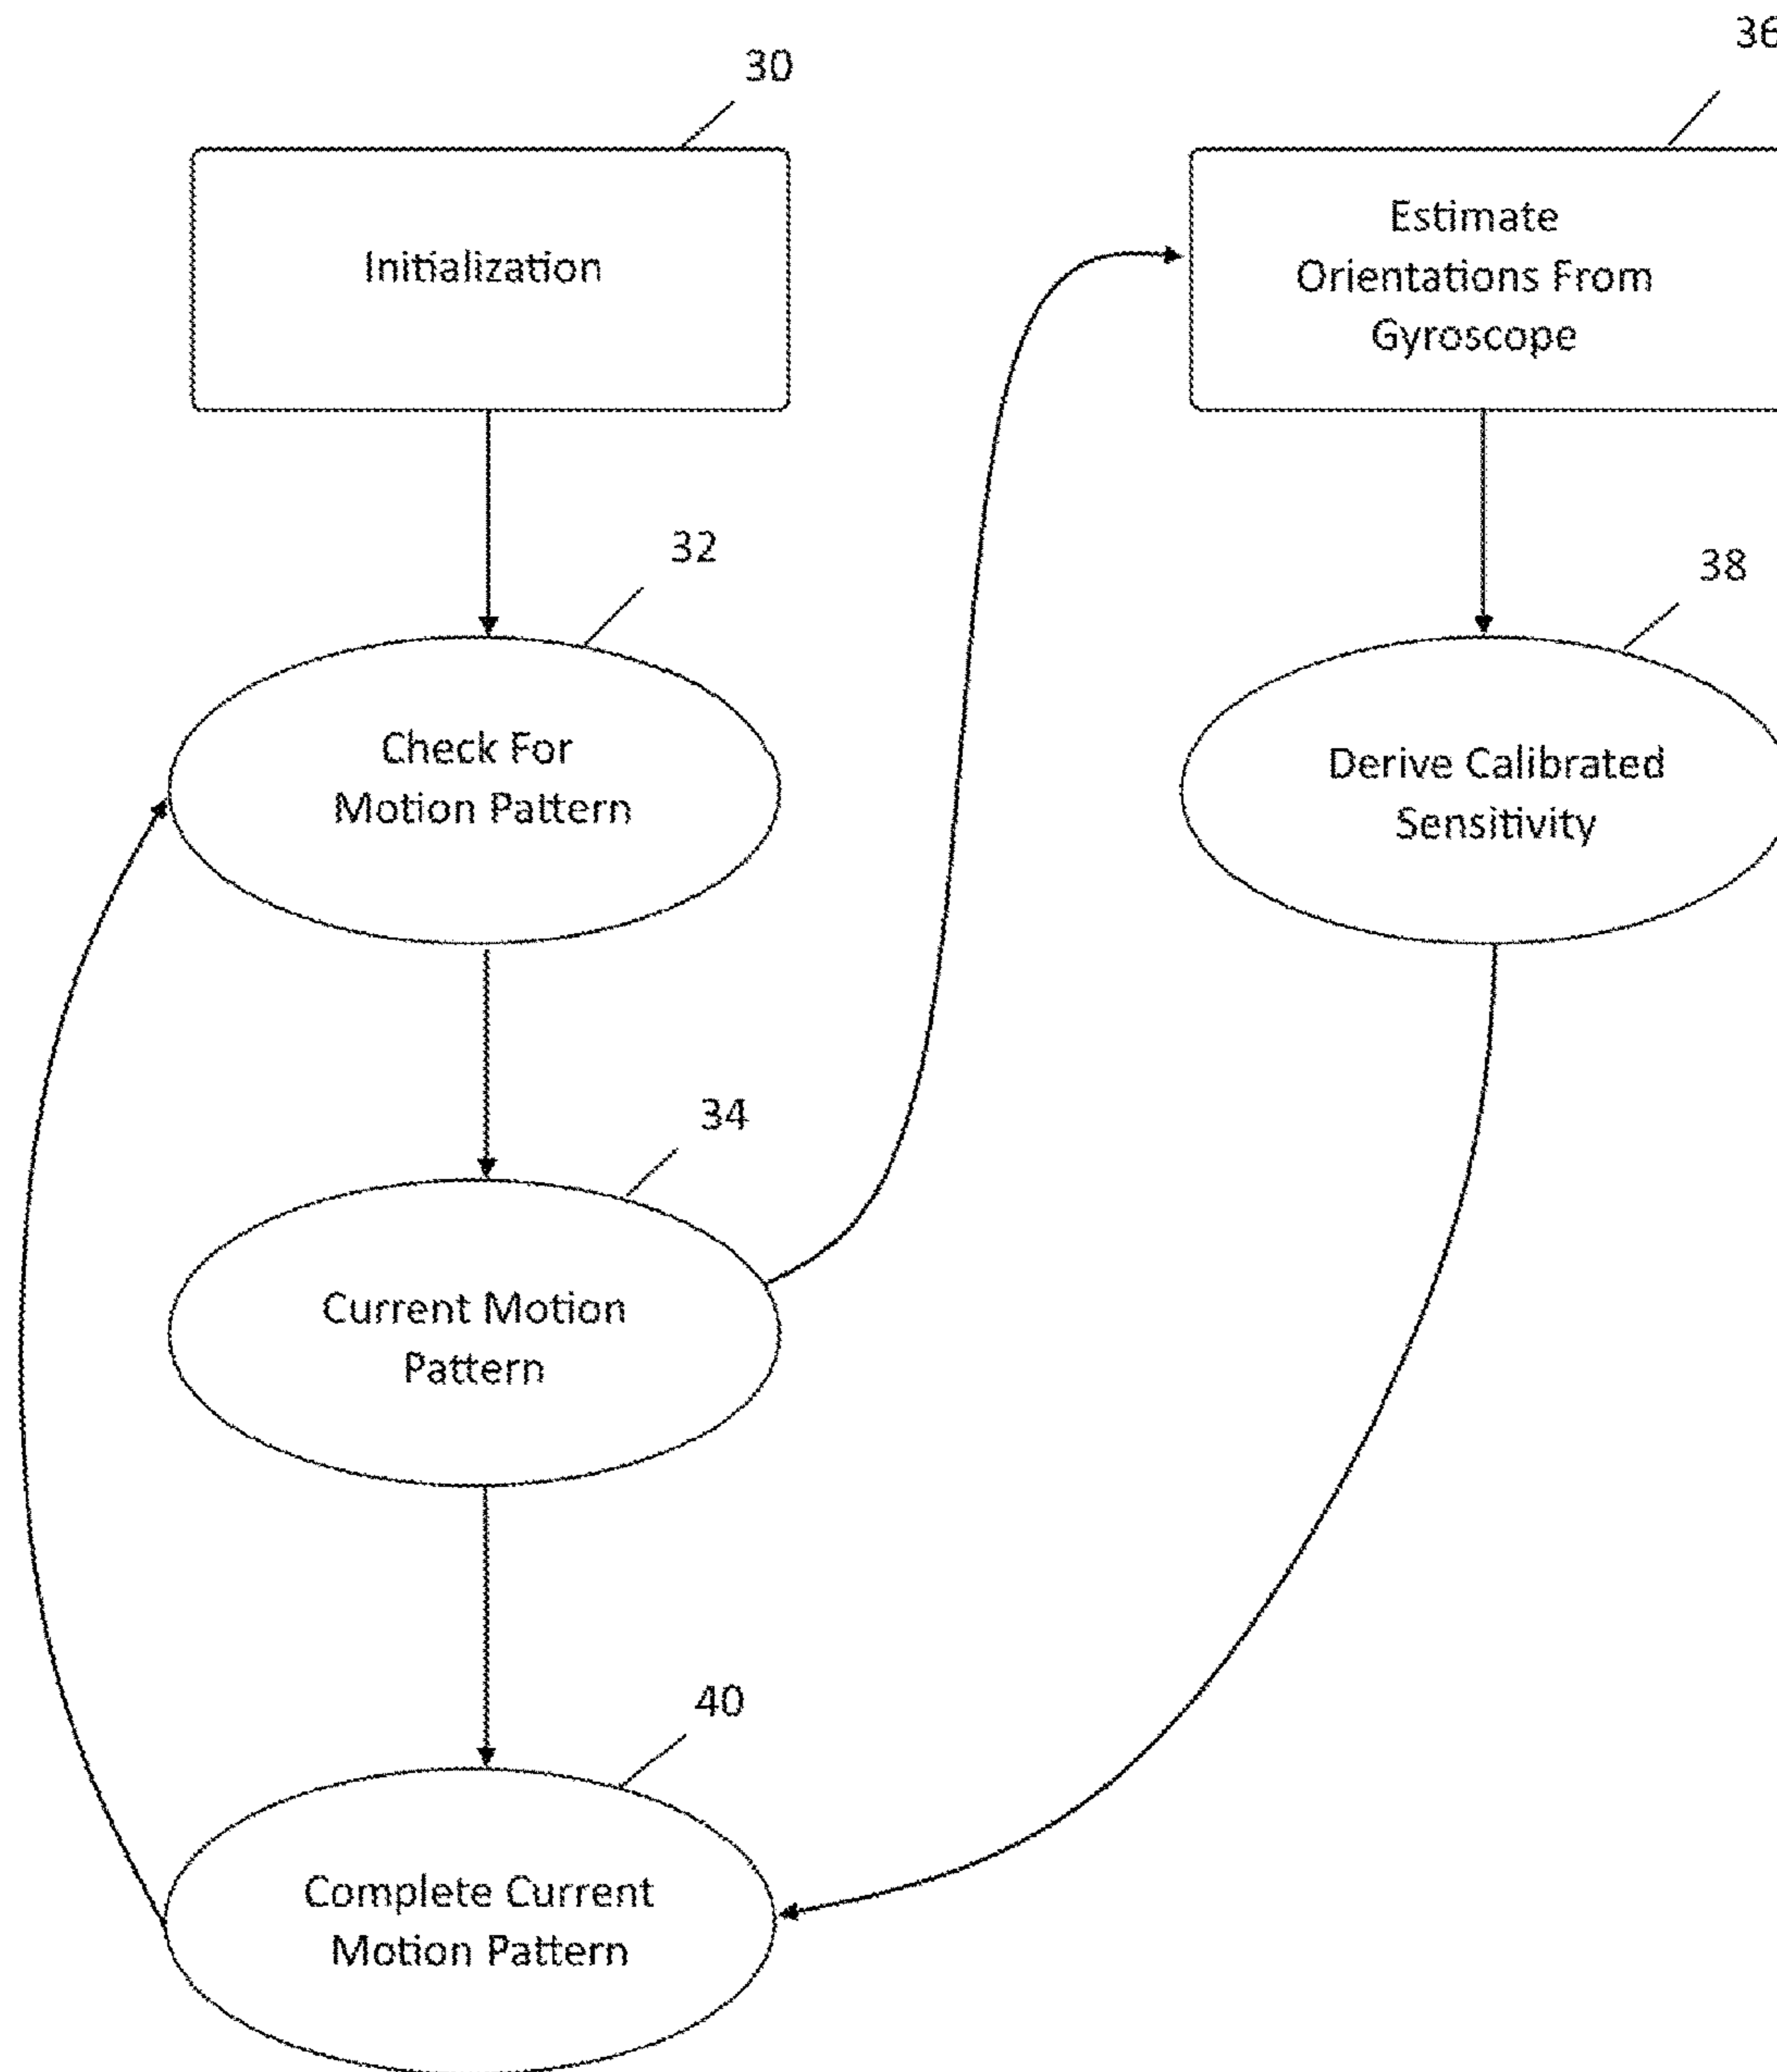 30
Initialization
32
Check For
Motion Pattern
34
Current Motion
Pattern
40
Complete Current
Motion Pattern
36
Estimate
Orientations From
Gyroscope
38
Derive Calibrated
Sensitivity